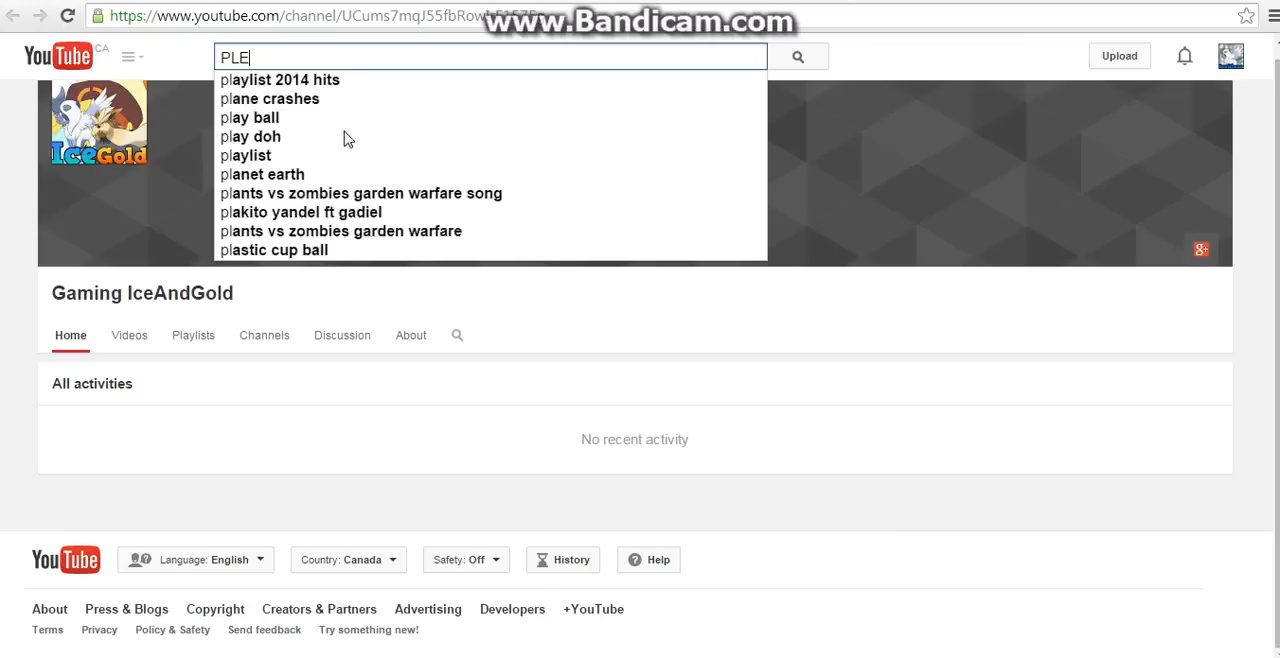 www.Bandicam.com
https://www.youtube.com/channel/UCums7mqJ55fbRow
YouTube CA
PLE
Upload
playlist 2014 hits
plane crashes
play ball
play doh
playlist
planet earth
plants vs zombies garden warfare song
plakito yandel ft gadiel
plants vs zombies garden warfare
plastic cup ball
IceGold
g+
Gaming IceAndGold
Home Videos Playlists Channels Discussion About
All activities
No recent activity
YouTube Language: English Country: Canada Safety: Off History Help
About Press & Blogs Copyright Creators & Partners Advertising Developers +YouTube
Terms Privacy Policy & Safety Send feedback Try something new!